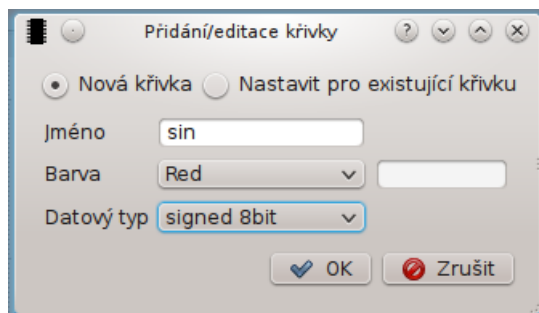 Přidání/editace křivky
Nová křivka Nastavit pro existující křivku
Jméno sin
Barva Red
Datový typ signed 8bit
OK Zrušit